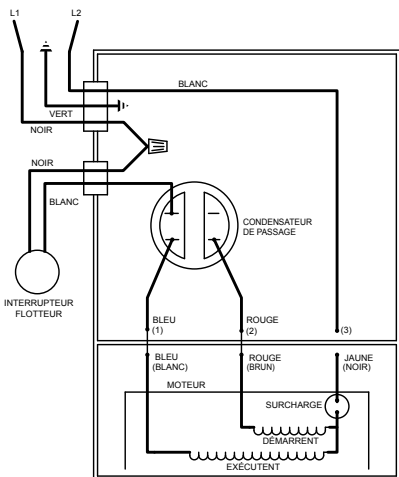 L1 L2
BLANC
VERT
NOIR
NOIR
BLANC
CONDENSATEUR
DE PASSAGE
INTERRUPTEUR
FLOTTEUR
BLEU
(1)
ROUGE
(2)
(3)
BLEU
(BLANC)
ROUGE
(BRUN)
JAUNE
(NOIR)
MOTEUR
SURCHARGE
DÉMARRENT
EXÉCUTENT